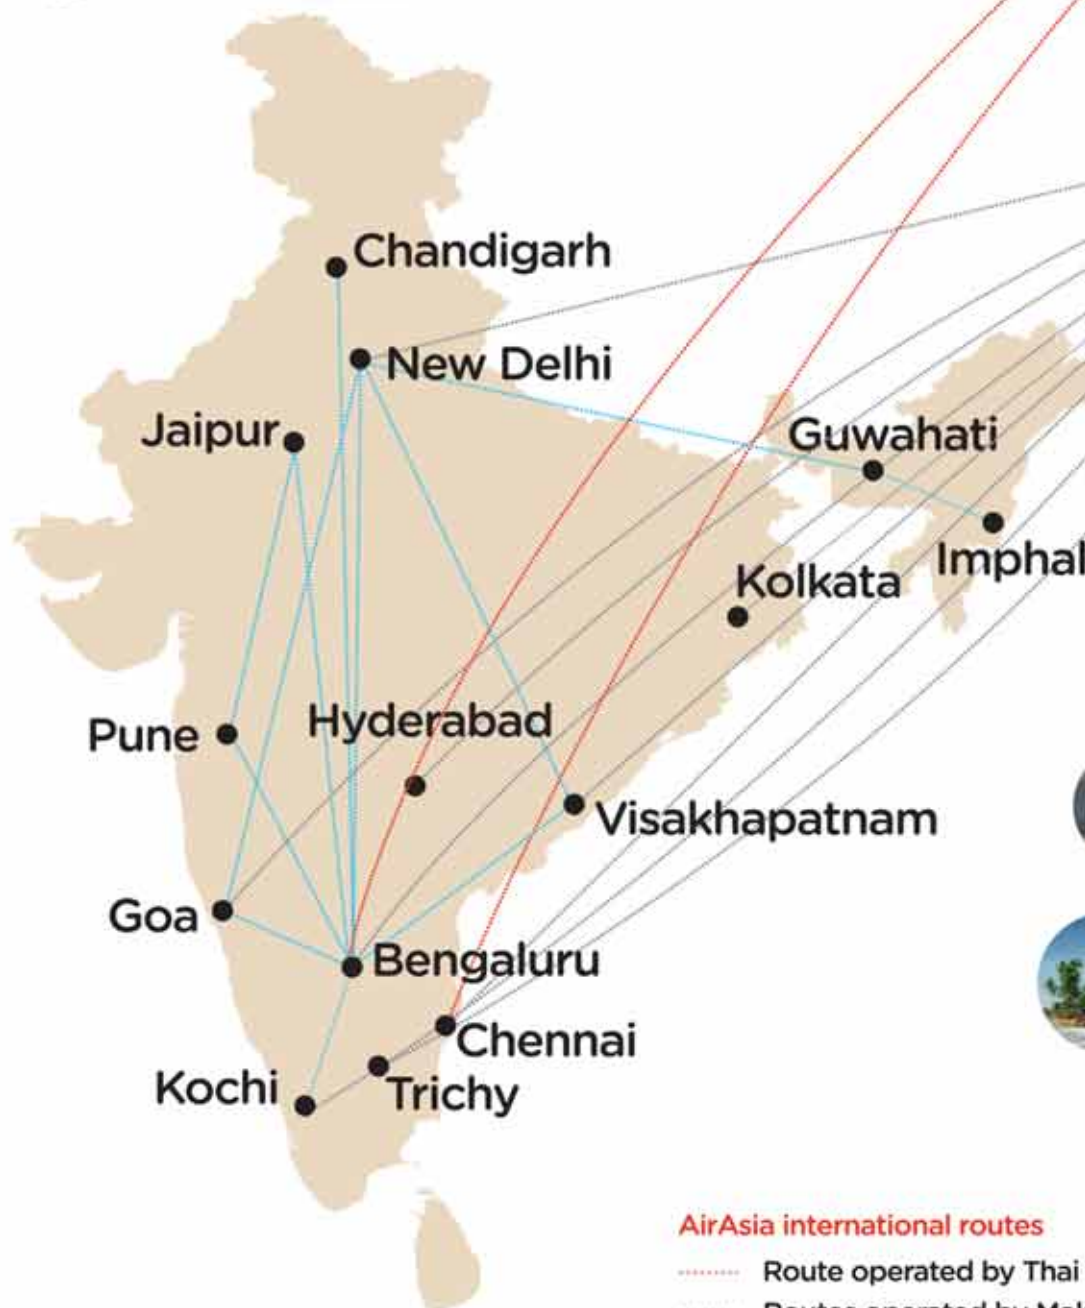 Chandigarh
New Delhi
Jaipur
Guwahati
Imphal
Kolkata
Pune
Hyderabad
Visakhapatnam
Goa
Bengaluru
Chennai
Kochi
Trichy
AirAsia international routes
Route operated by Thai